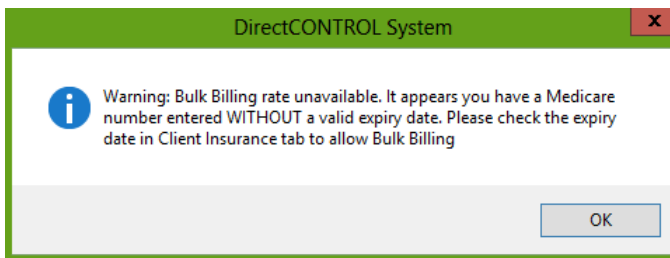 DirectCONTROL System
x
Warning: Bulk Billing rate unavailable. It appears you have a Medicare
number entered WITHOUT a valid expiry date. Please check the expiry
date in Client Insurance tab to allow Bulk Billing
OK